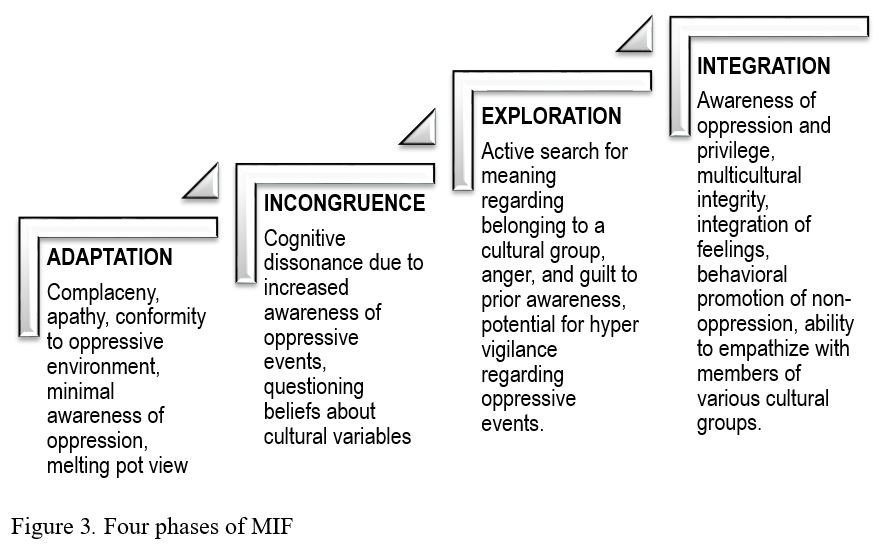 ADAPTATION
Complaceny,
apathy, conformity
to oppressive
environment,
minimal
awareness of
oppression,
melting pot view
INCONGRUENCE
Cognitive
dissonance due to
increased
awareness of
oppressive
events,
questioning
beliefs about
cultural variables
EXPLORATION
Active search for
meaning
regarding
belonging to a
cultural group,
anger, and guilt to
prior awareness,
potential for hyper
vigilance
regarding
oppressive
events.
INTEGRATION
Awareness of
oppression and
privilege,
multicultural
integrity,
integration of
feelings,
behavioral
promotion of non-
oppression, ability
to empathize with
members of
various cultural
groups.
Figure 3. Four phases of MIF